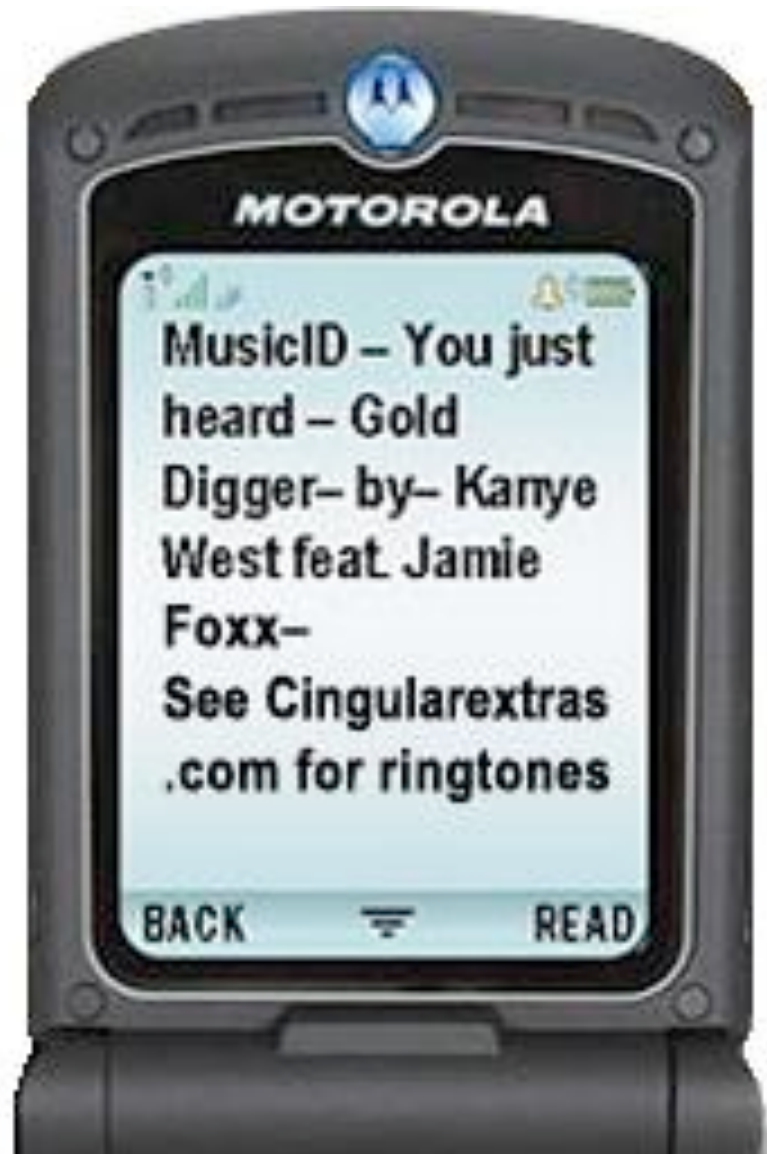 MOTOROLA
MusicID – You just
heard – Gold
Digger– by– Kanye
West feat. Jamie
Foxx–
See Cingularextras
.com for ringtones
BACK
READ